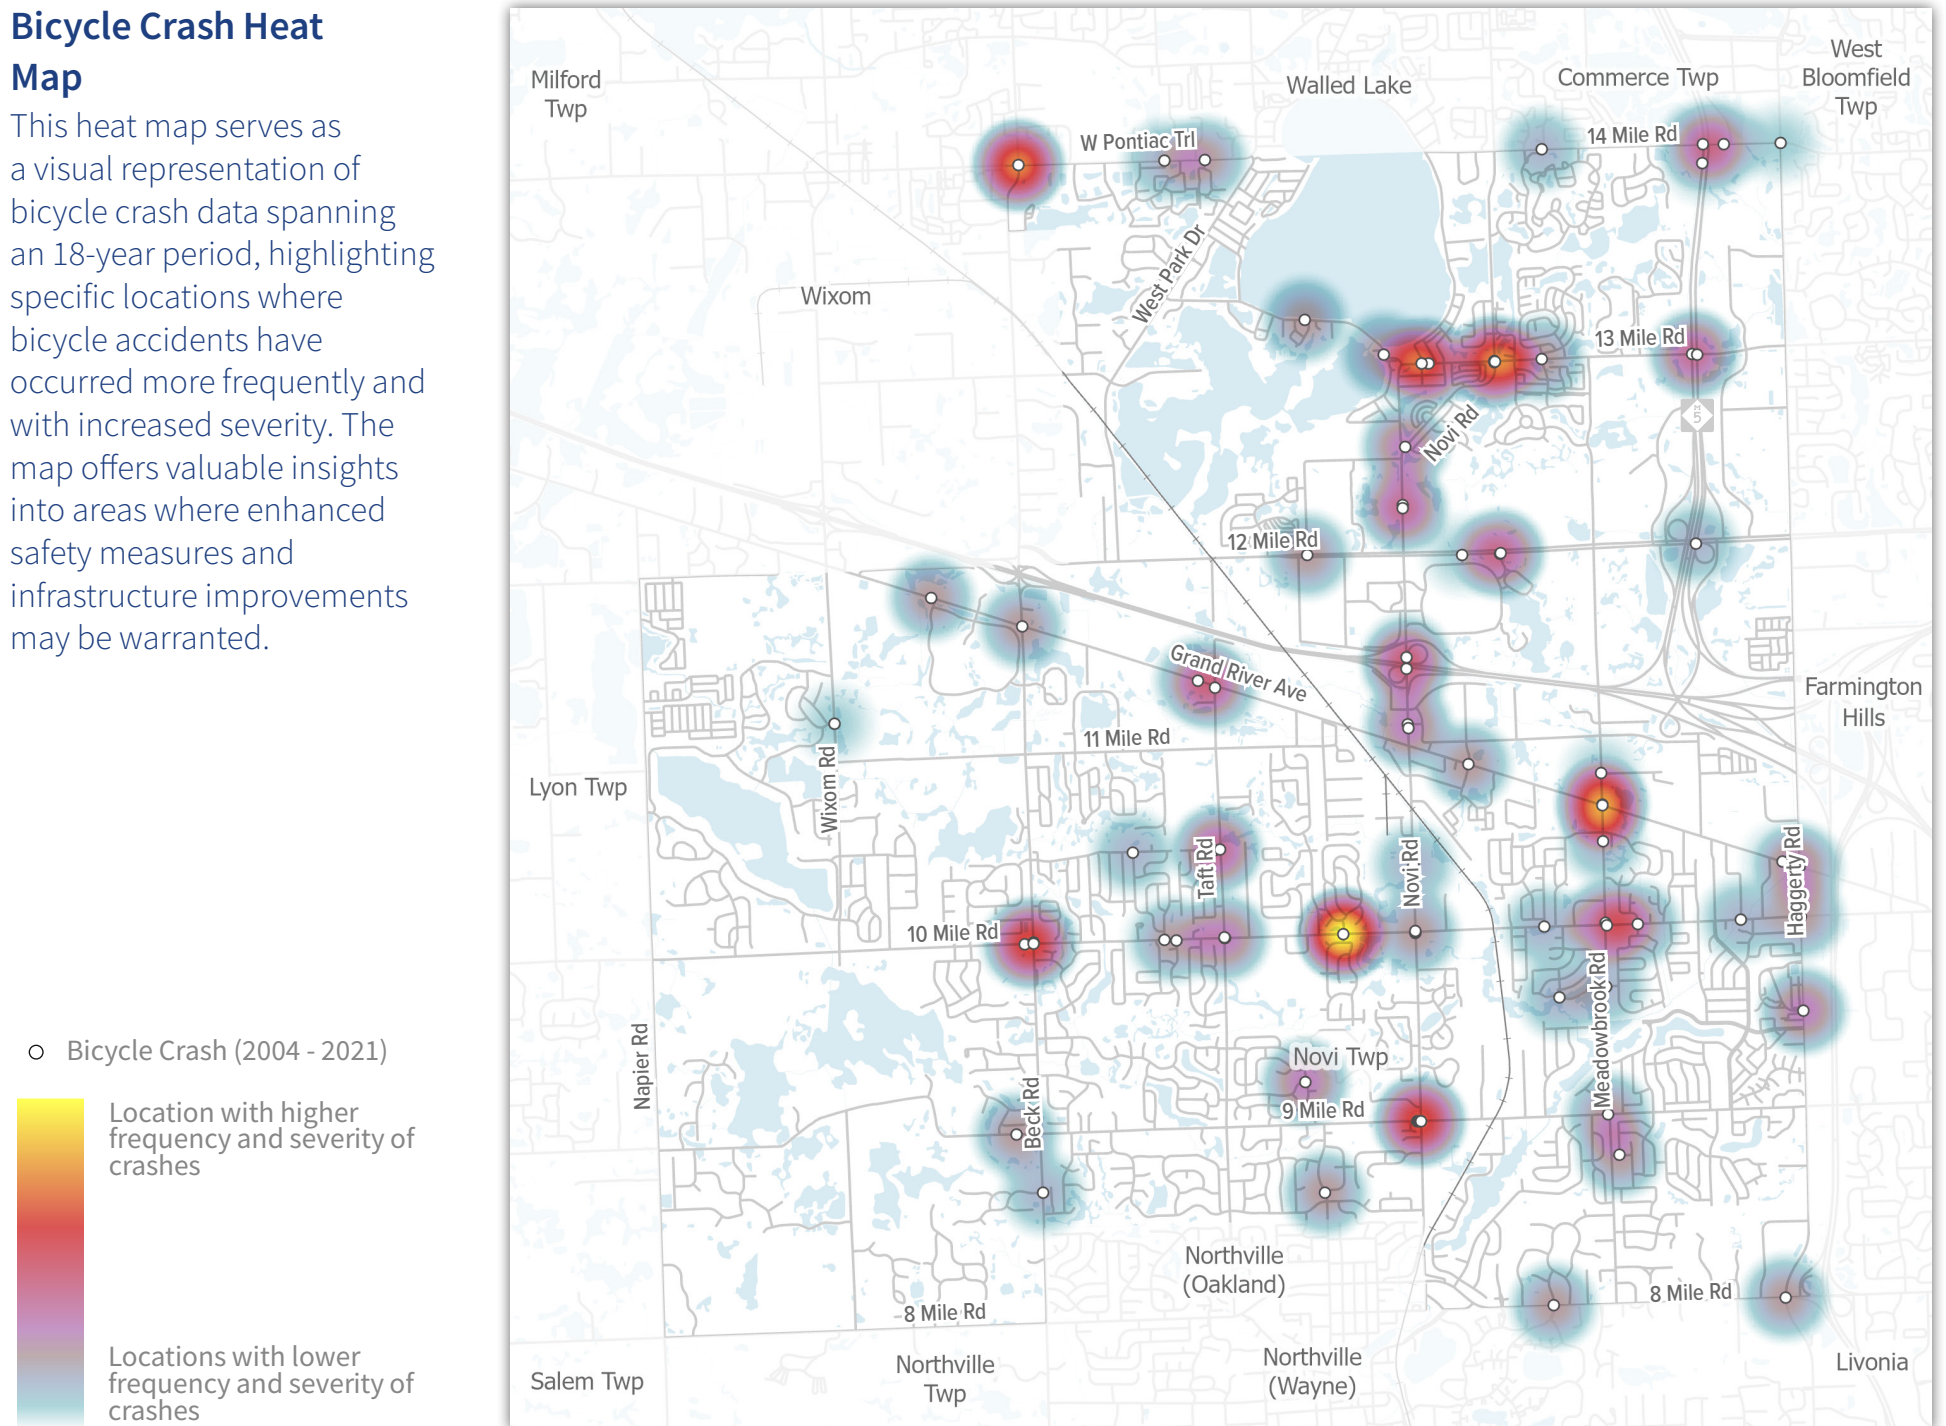 Bicycle Crash Heat
Map
This heat map serves as
a visual representation of
bicycle crash data spanning
an 18-year period, highlighting
specific locations where
bicycle accidents have
occurred more frequently and
with increased severity. The
map offers valuable insights
into areas where enhanced
safety measures and
infrastructure improvements
may be warranted.
Bicycle Crash (2004 - 2021)
Location with higher
frequency and severity of
crashes
Locations with lower
frequency and severity of
crashes
West
Bloomfield
Twp
Milford
Twp
Walled Lake
Commerce Twp
W Pontiac Trl
14 Mile Rd
West Park Dr
Wixom
13 Mile Rd
M
5
Novi Rd
12 Mile Rd
Grand River Ave
Farmington
Hills
11 Mile Rd
Lyon Twp
Wixom Rd
Taft Rd
Novi Rd
Haggerty Rd
10 Mile Rd
Meadowbrook Rd
Napier Rd
Novi Twp
Beck Rd
9 Mile Rd
Northville
(Oakland)
8 Mile Rd
8 Mile Rd
Salem Twp
Northville
Twp
Northville
(Wayne)
Livonia